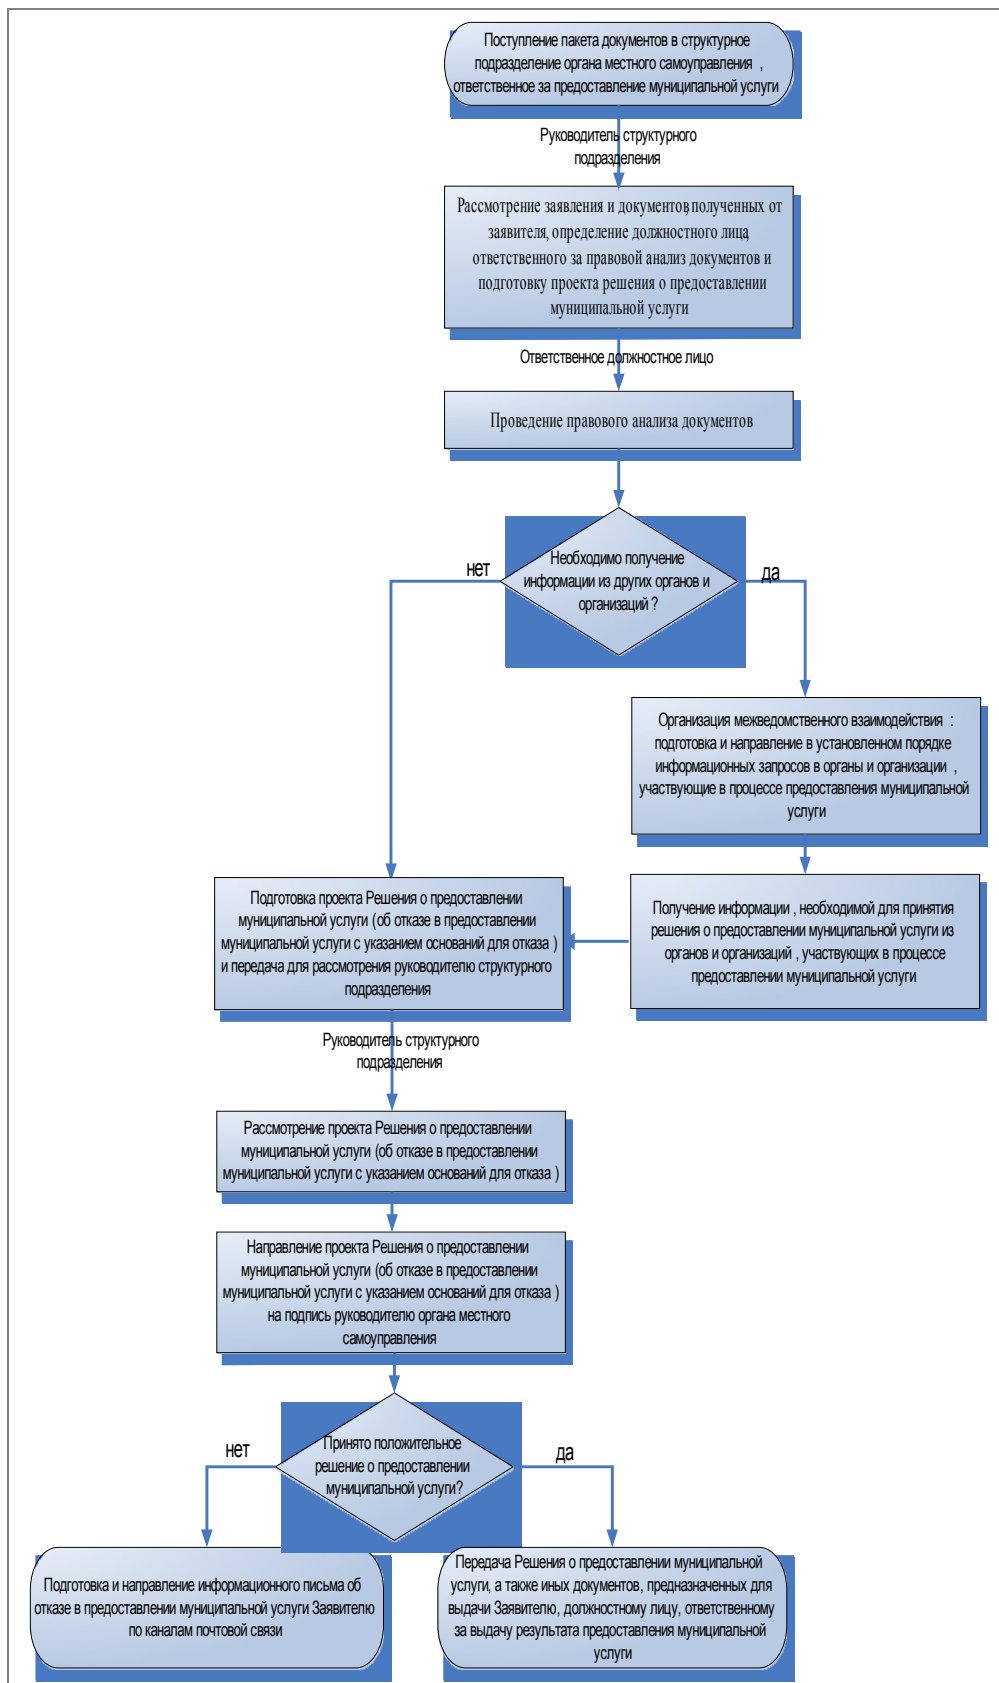 Поступление пакета документов в структурное
подразделение органа местного самоуправления ,
ответственное за предоставление муниципальной услуги
Руководитель структурного
подразделения
Рассмотрение заявления и документов, полученных от
заявителя, определение должностного лица,
ответственного за правовой анализ документов и
подготовку проекта решения о предоставлении
муниципальной услуги
Ответственное должностное лицо
Проведение правового анализа документов
Необходимо получение
информации из других органов и
организаций ?
нет
да
Организация межведомственного взаимодействия :
подготовка и направление в установленном порядке
информационных запросов в органы и организации ,
участвующие в процессе предоставления муниципальной
услуги
Подготовка проекта Решения о предоставлении
муниципальной услуги (об отказе в предоставлении
муниципальной услуги с указанием оснований для отказа )
и передача для рассмотрения руководителю структурного
подразделения
Получение информации , необходимой для принятия
решения о предоставлении муниципальной услуги из
органов и организаций , участвующих в процессе
предоставлении муниципальной услуги
Руководитель структурного
подразделения
Рассмотрение проекта Решения о предоставлении
муниципальной услуги (об отказе в предоставлении
муниципальной услуги с указанием оснований для отказа )
Направление проекта Решения о предоставлении
муниципальной услуги (об отказе в предоставлении
муниципальной услуги с указанием оснований для отказа )
на подпись руководителю органа местного
самоуправления
Принято положительное
решение о предоставлении
муниципальной услуги?
нет
да
Подготовка и направление информационного письма об
отказе в предоставлении муниципальной услуги Заявителю
по каналам почтовой связи
Передача Решения о предоставлении муниципальной
услуги, а также иных документов, предназначенных для
выдачи Заявителю, должностному лицу, ответственному
за выдачу результата предоставления муниципальной
услуги